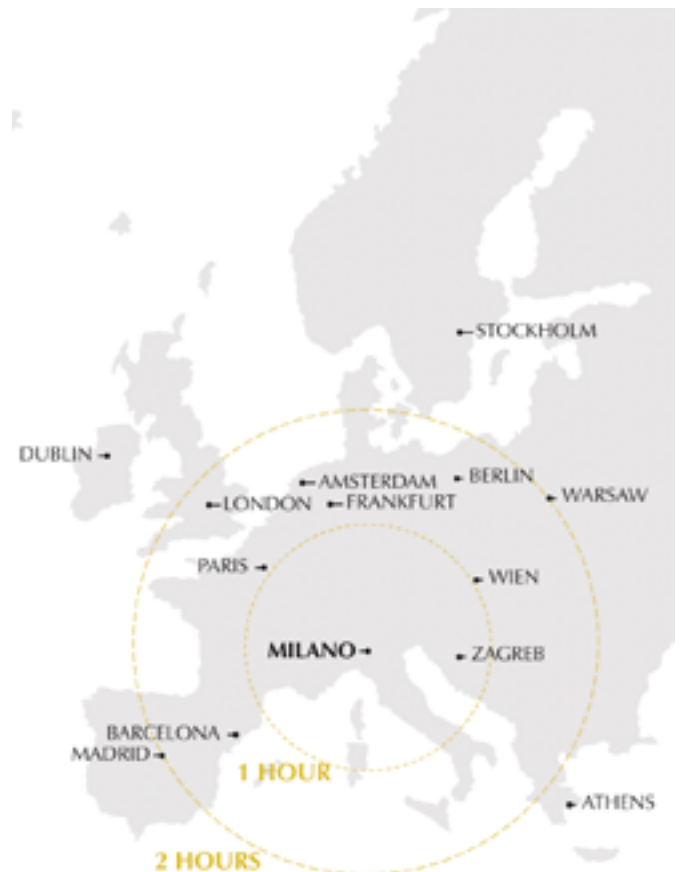 STOCKHOLM
DUBLIN
AMSTERDAM
BERLIN
LONDON
FRANKFURT
WARSAW
PARIS
WIEN
MILANO
ZAGREB
BARCELONA
MADRID
1 HOUR
ATHENS
2 HOURS